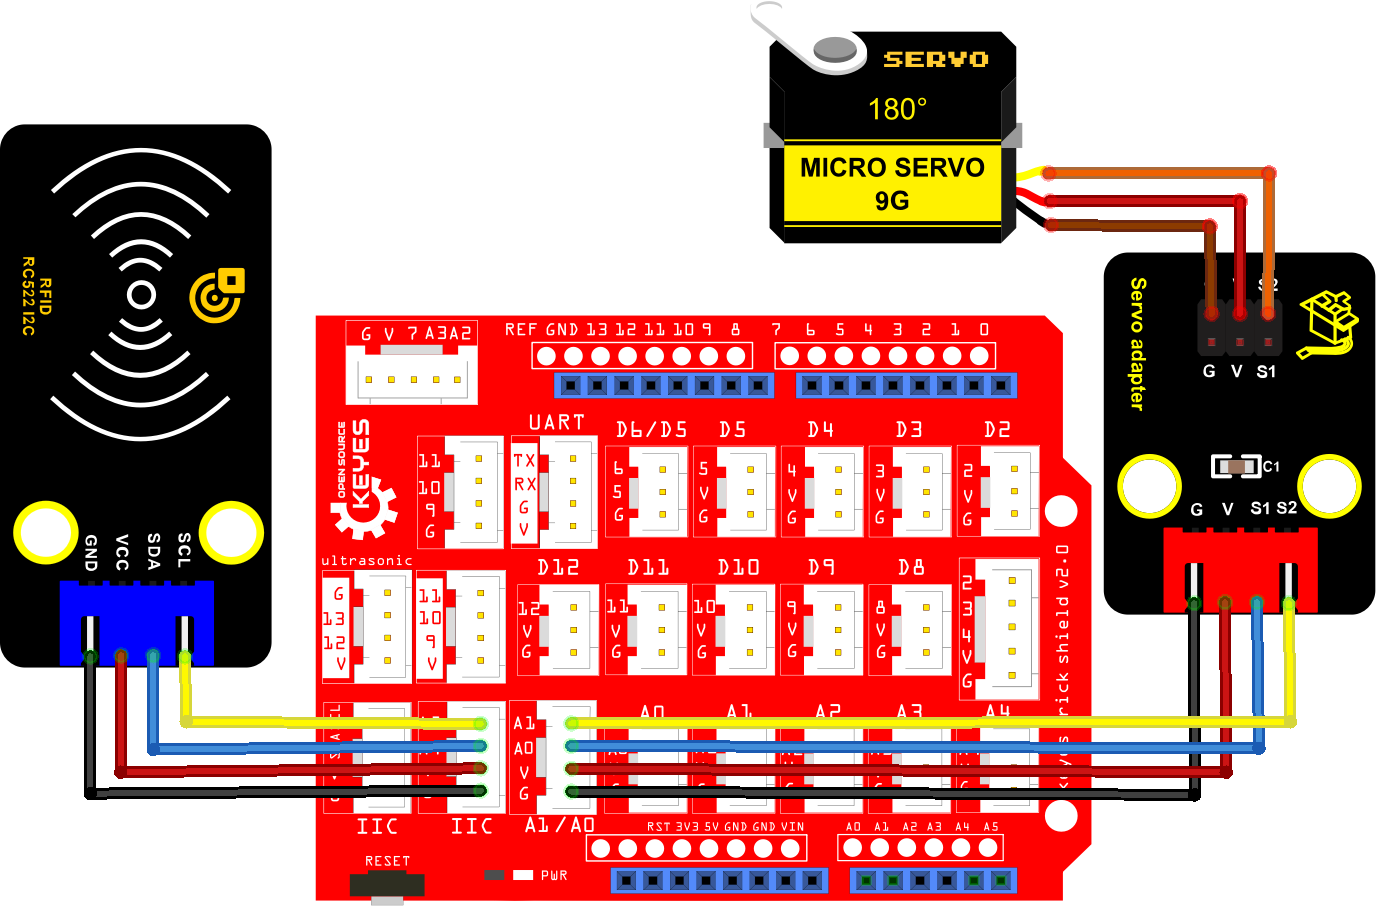 SERVO
180°
MICRO SERVO
9G
RFID
RC522 I2C
GND VCC SDA SCL
Servo adapter
S2
G V S1
C1
G V S1 S2
G V 7 A3 A2
REF GND 13 12 11 10 9 8
7 6 5 4 3 2 1 0
OPEN SOURCE
KEYES
UART
D6/D5 D5 D4 D3 D2
11
10
9
G
TX
RX
G
V
6
5
G
5
V
G
4
V
G
3
V
G
2
V
G
ultrasonic
D12 D11 D10 D9 D8
G
13
12
V
11
10
9
V
12
V
G
11
V
G
10
V
G
9
V
G
8
V
G
2
3
4
V
G
rick shield v2.0
A1
A0
V
G
A0 A1 A2 A3 A4
IIC IIC A1/A0
RST 3V3 5V GND GND VIN
A0 A1 A2 A3 A4 A5
RESET
PWR